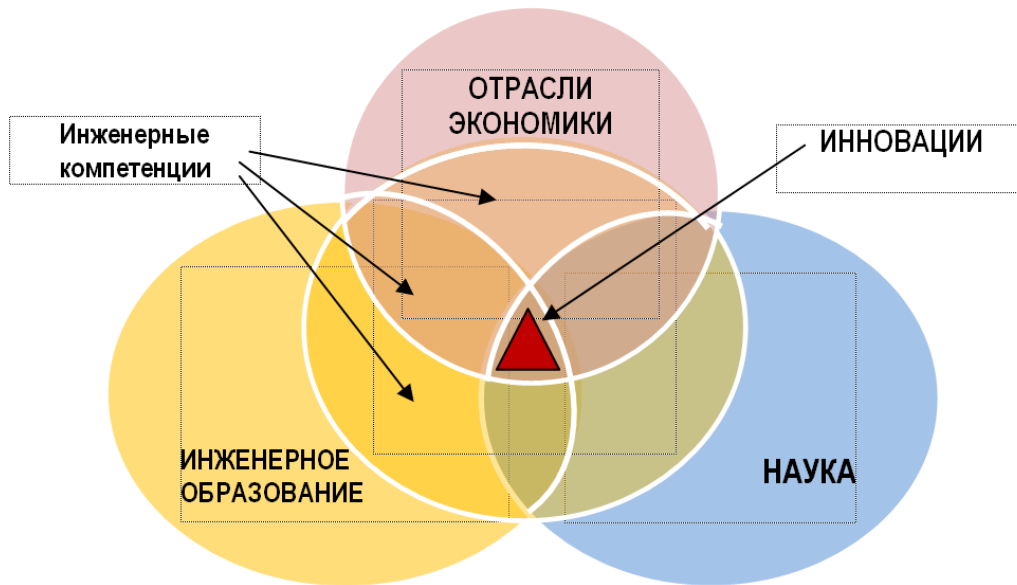 ОТРАСЛИ
ЭКОНОМИКИ
Инженерные
компетенции
ИННОВАЦИИ
ИНЖЕНЕРНОЕ
ОБРАЗОВАНИЕ
НАУКА